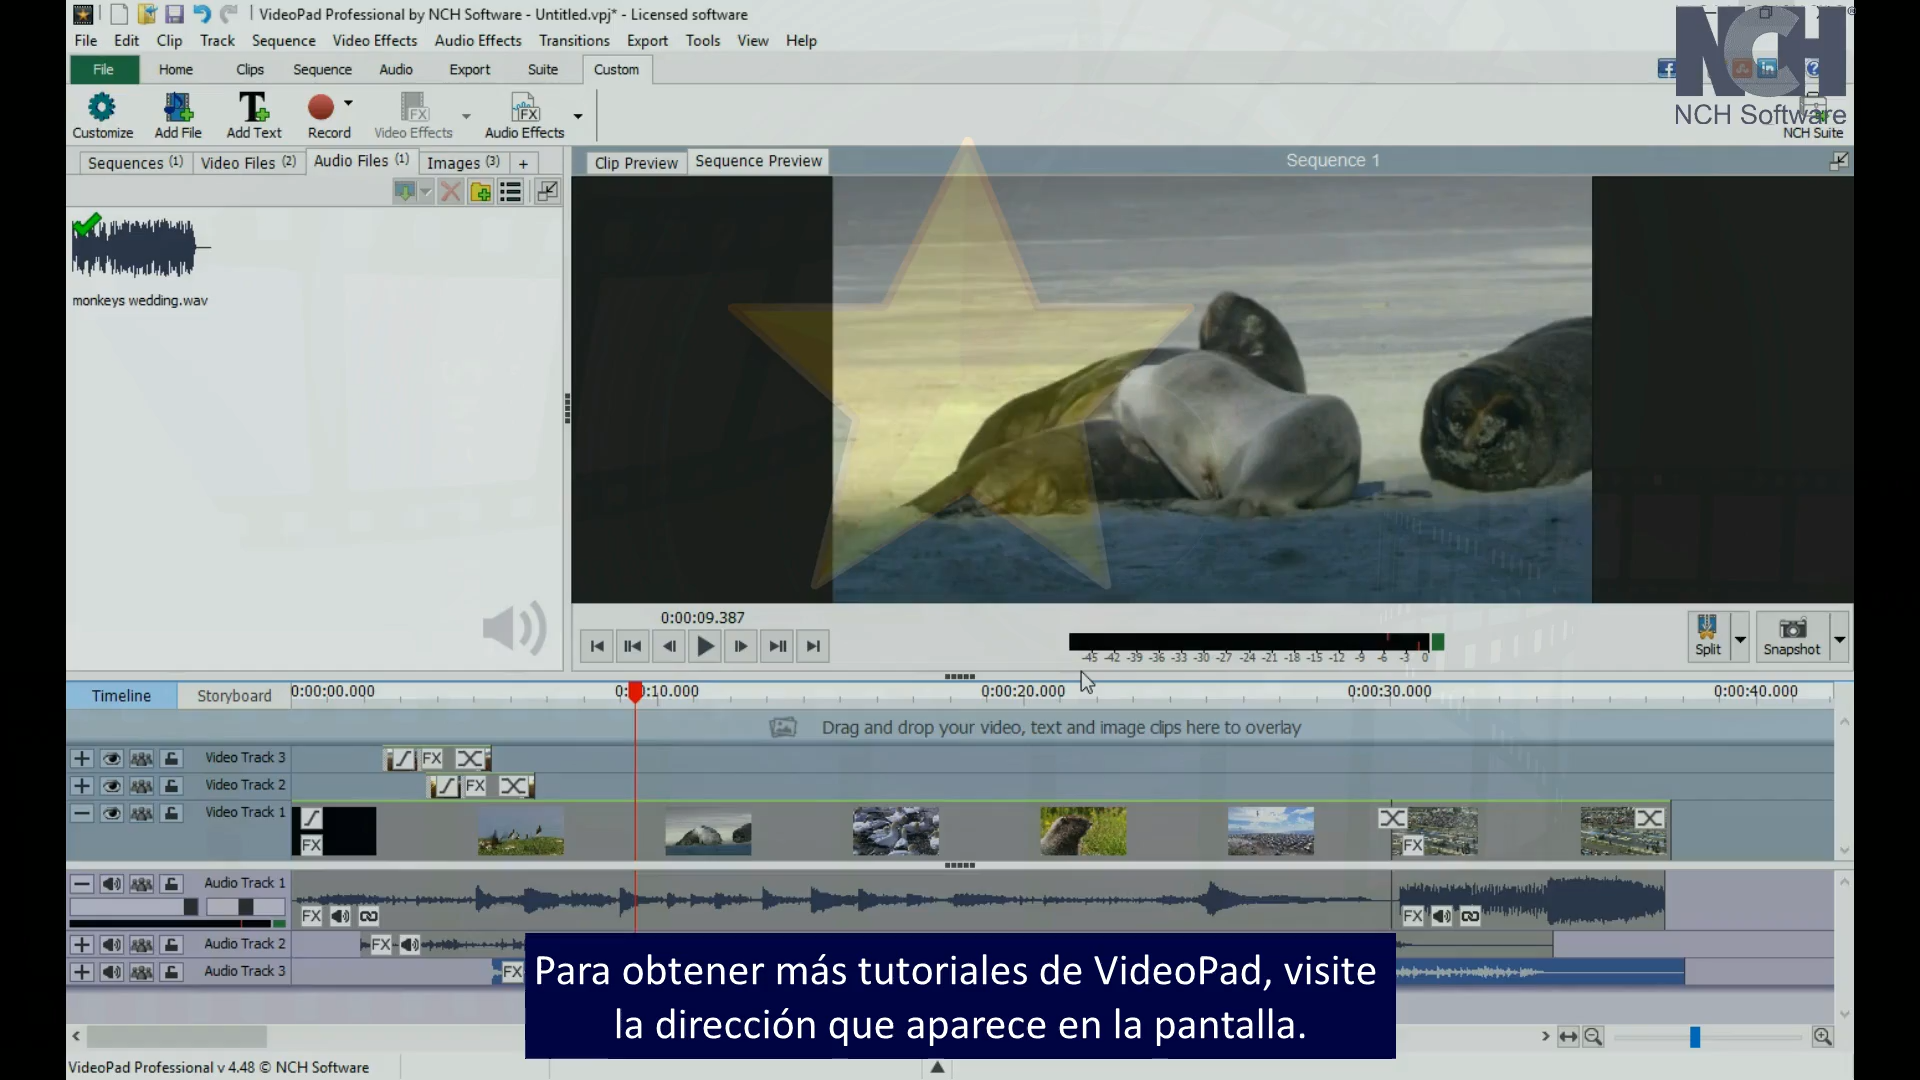 VideoPad Professional by NCH Software - Untitled.vpj* - Licensed software
File Edit Clip Track Sequence Video Effects Audio Effects Transitions Export Tools View Help
File Home Clips Sequence Audio Export Suite Custom
NCH
NCH Software
Customize Add File Add Text Record Video Effects Audio Effects
NCH Suite
Sequences (1) Video Files (2) Audio Files (1) Images (3) +
Clip Preview Sequence Preview Sequence 1
monkeys wedding.wav
0:00:09.387
-45 -42 -39 -36 -33 -30 -27 -24 -21 -18 -15 -12 -9 -6 -3 0
Split Snapshot
Timeline Storyboard 0:00:00.000 0:00:10.000 0:00:20.000 0:00:30.000 0:00:40.000
Drag and drop your video, text and image clips here to overlay
Video Track 3 FX
Video Track 2 FX
Video Track 1
FX FX
Audio Track 1
FX FX
Audio Track 2 FX
Audio Track 3 FX
Para obtener más tutoriales de VideoPad, visite
la dirección que aparece en la pantalla.
VideoPad Professional v 4.48 © NCH Software